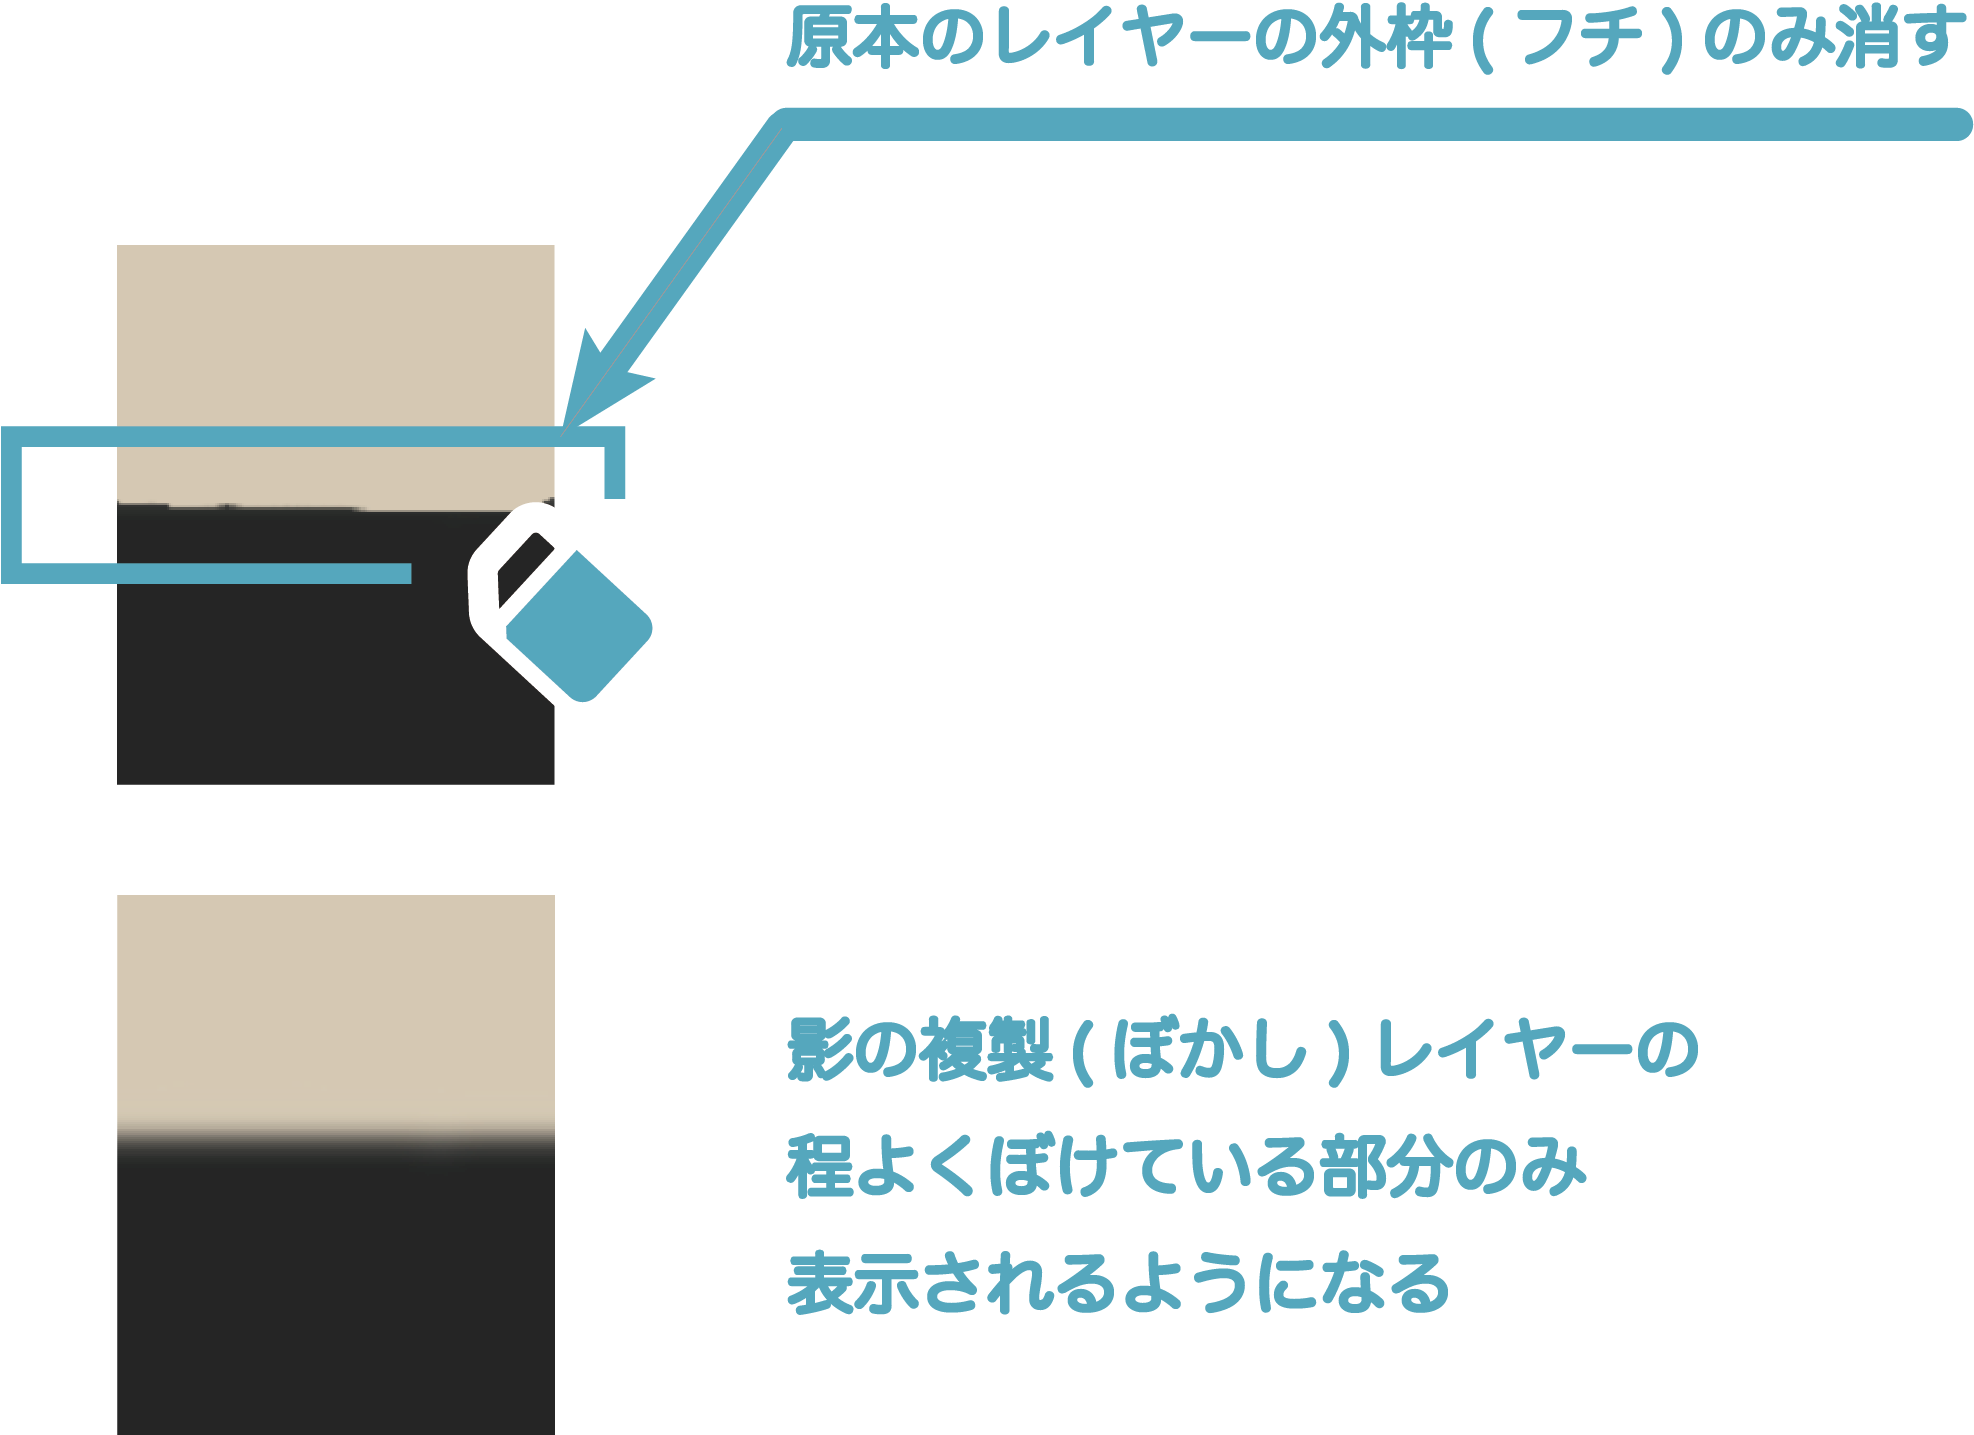 原本のレイヤーの外枠(フチ)のみ消す
影の複製(ぼかし)レイヤーの
程よくぼけている部分のみ
表示されるようになる